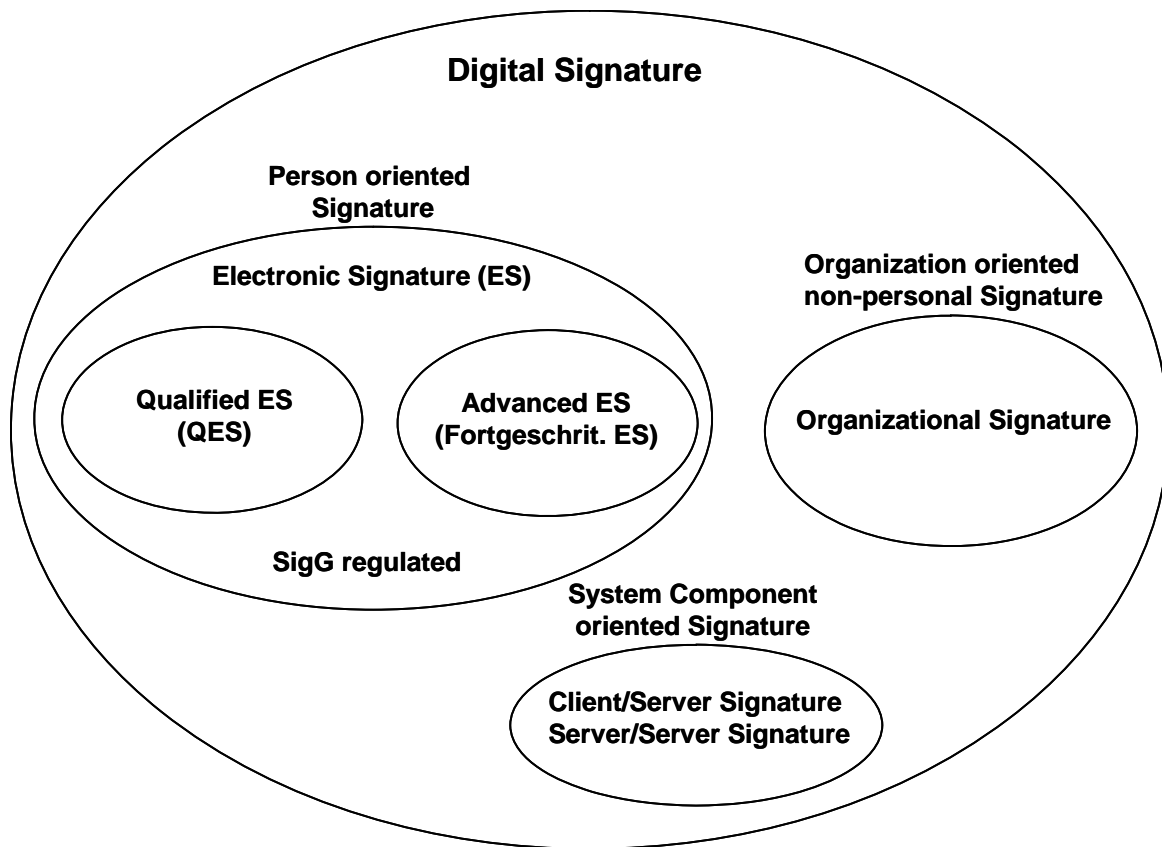 Digital Signature
Person oriented
Signature
Electronic Signature (ES)
Qualified ES
(QES)
Advanced ES
(Fortgeschrit. ES)
SigG regulated
Organization oriented
non-personal Signature
Organizational Signature
System Component
oriented Signature
Client/Server Signature
Server/Server Signature